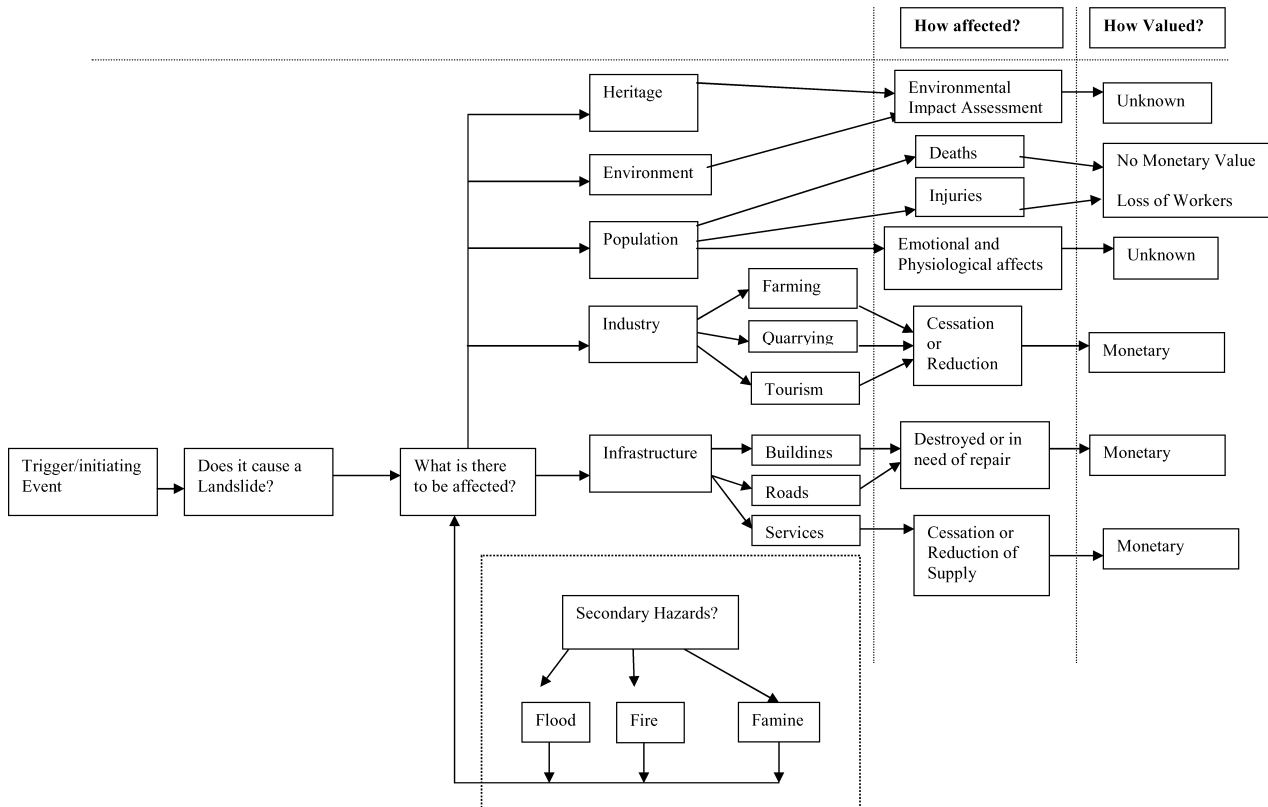 How affected?
How Valued?
Heritage
Environmental
Impact Assessment
Unknown
Environment
Deaths
No Monetary Value
Injuries
Loss of Workers
Population
Emotional and
Physiological affects
Unknown
Farming
Industry
Quarrying
Tourism
Cessation
or
Reduction
Monetary
Trigger/initiating
Event
Does it cause a
Landslide?
What is there
to be affected?
Infrastructure
Buildings
Roads
Services
Destroyed or in
need of repair
Monetary
Cessation or
Reduction of
Supply
Monetary
Secondary Hazards?
Flood
Fire
Famine